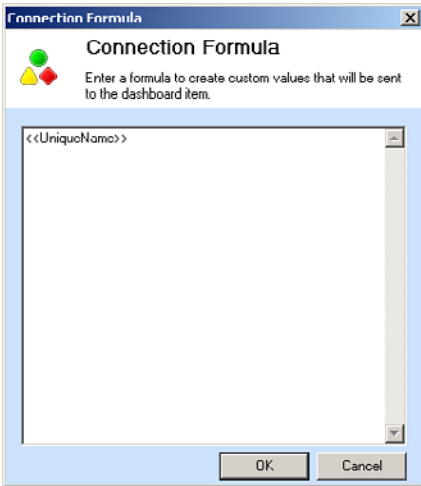 Connection Formula
Connection Formula
Enter a formula to create custom values that will be sent
to the dashboard item.
<<UniqueName>>
OK
Cancel